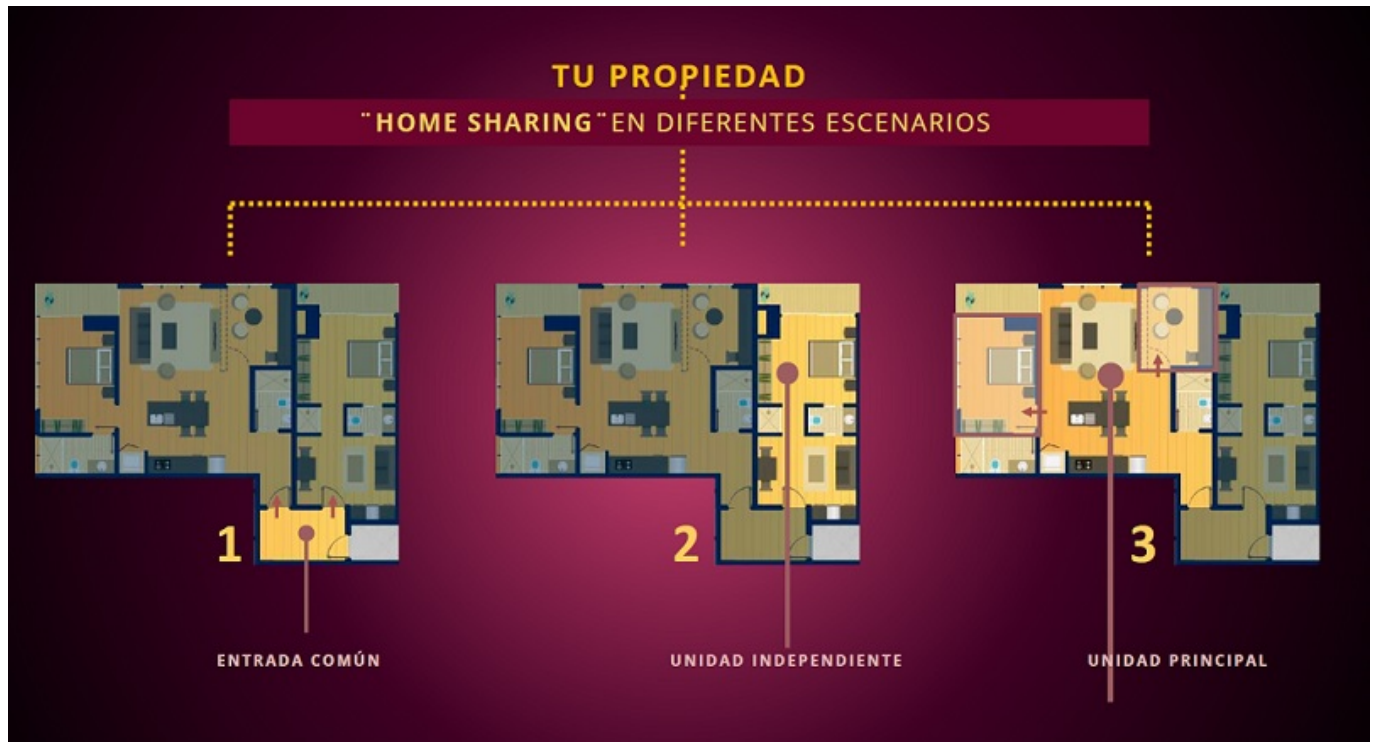 TU PROPIEDAD
¨HOME SHARING¨ EN DIFERENTES ESCENARIOS
1
2
3
ENTRADA COMÚN
UNIDAD INDEPENDIENTE
UNIDAD PRINCIPAL